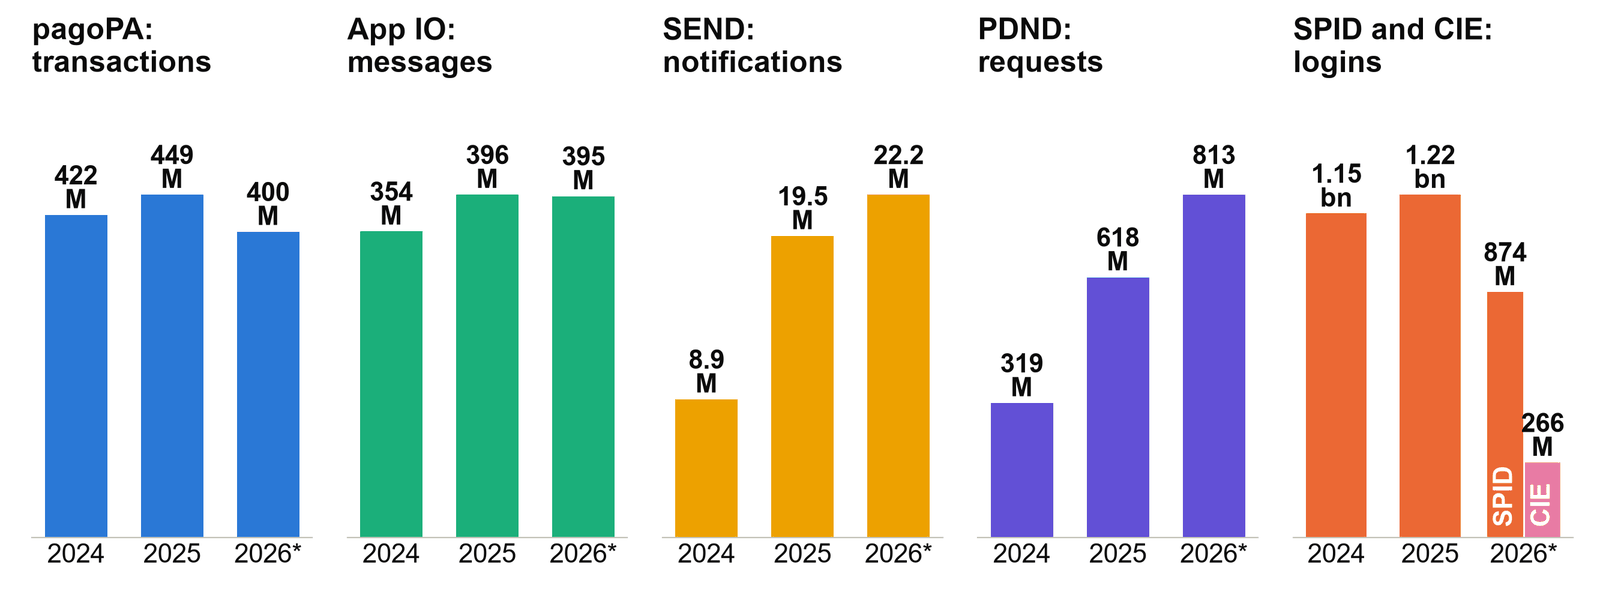 pagoPA:
transactions
422
M
449
M
400
M
2024
2025
2026*
App IO:
messages
354
M
396
M
395
M
2024
2025
2026*
SEND:
notifications
8.9
M
19.5
M
22.2
M
2024
2025
2026*
PDND:
requests
319
M
618
M
813
M
2024
2025
2026*
SPID and CIE:
logins
1.15
bn
1.22
bn
874
M
266
M
SPID
CIE
2024
2025
2026*